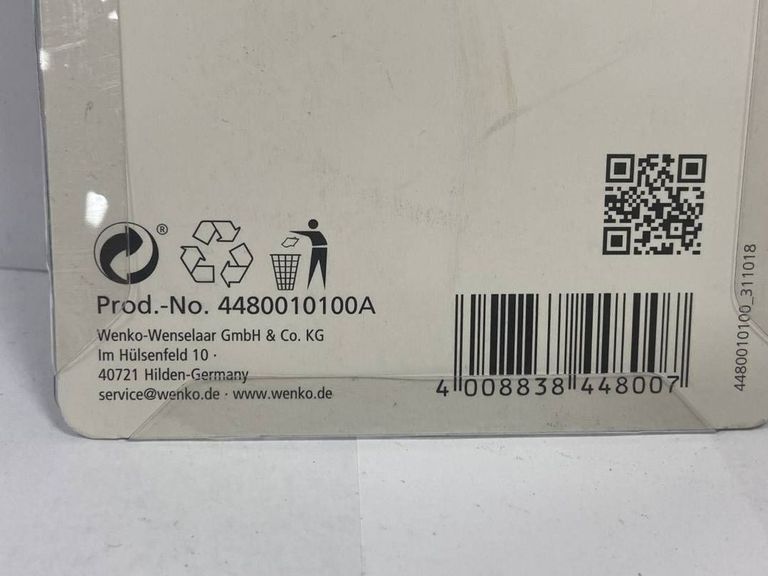 ®
Prod.-No. 4480010100A
Wenko-Wenselaar GmbH & Co. KG
Im Hülsenfeld 10 ·
40721 Hilden-Germany
service@wenko.de · www.wenko.de
4 008838 448007
4480010100_311018